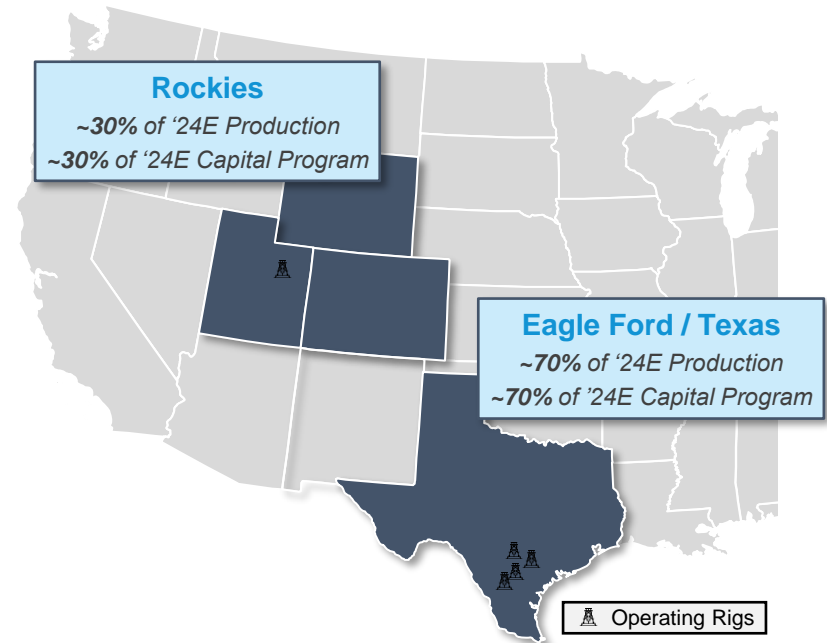 Rockies
~30% of ‘24E Production
~30% of ‘24E Capital Program
Eagle Ford / Texas
~70% of ‘24E Production
~70% of ‘24E Capital Program
Operating Rigs